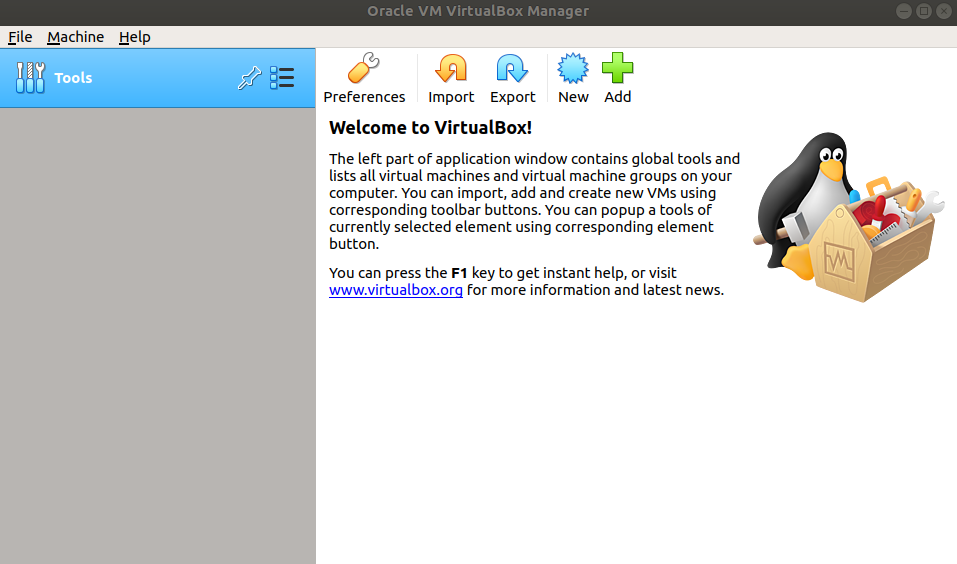 Oracle VM VirtualBox Manager
File Machine Help
Tools
Preferences Import Export New Add
Welcome to VirtualBox!
The left part of application window contains global tools and
lists all virtual machines and virtual machine groups on your
computer. You can import, add and create new VMs using
corresponding toolbar buttons. You can popup a tools of
currently selected element using corresponding element
button.
You can press the F1 key to get instant help, or visit
www.virtualbox.org for more information and latest news.